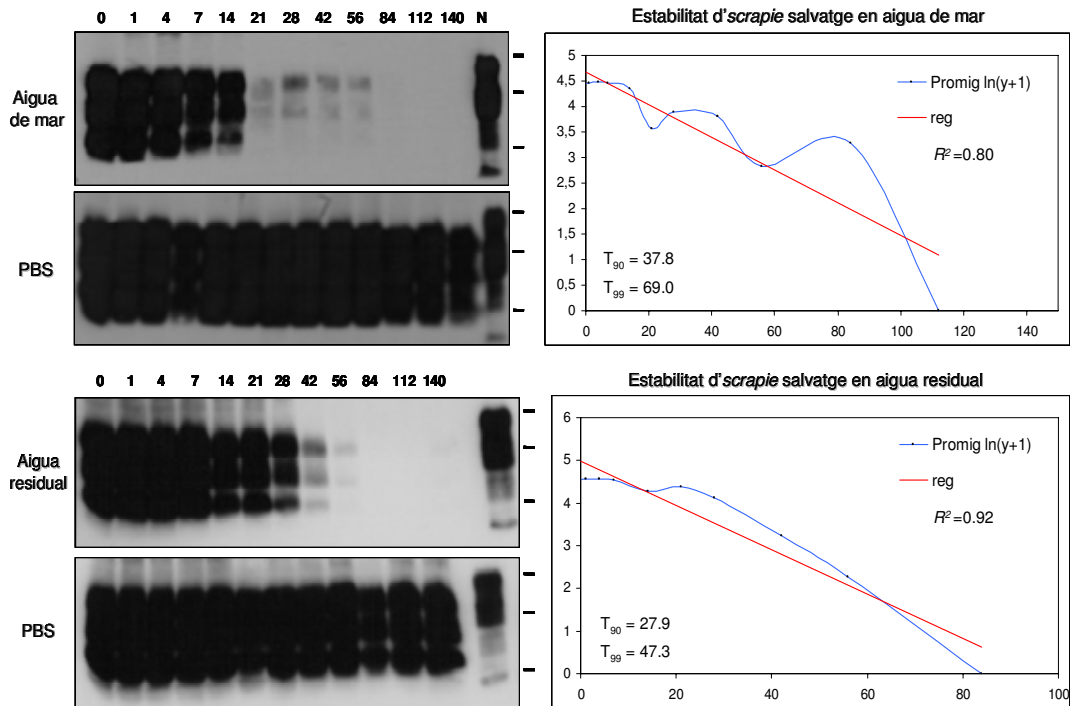 0 1 4 7 14 21 28 42 56 84 112 140 N
Aigua
de mar
PBS
Estabilitat d'scrapie salvatge en aigua de mar
5
4,5
4
3,5
3
2,5
2
1,5
1
0,5
0
0 20 40 60 80 100 120 140
Promig ln(y+1)
reg
R²=0.80
T₉₀ = 37.8
T₉₉ = 69.0
0 1 4 7 14 21 28 42 56 84 112 140
Aigua
residual
PBS
Estabilitat d'scrapie salvatge en aigua residual
6
5
4
3
2
1
0
0 20 40 60 80 100
Promig ln(y+1)
reg
R²=0.92
T₉₀ = 27.9
T₉₉ = 47.3